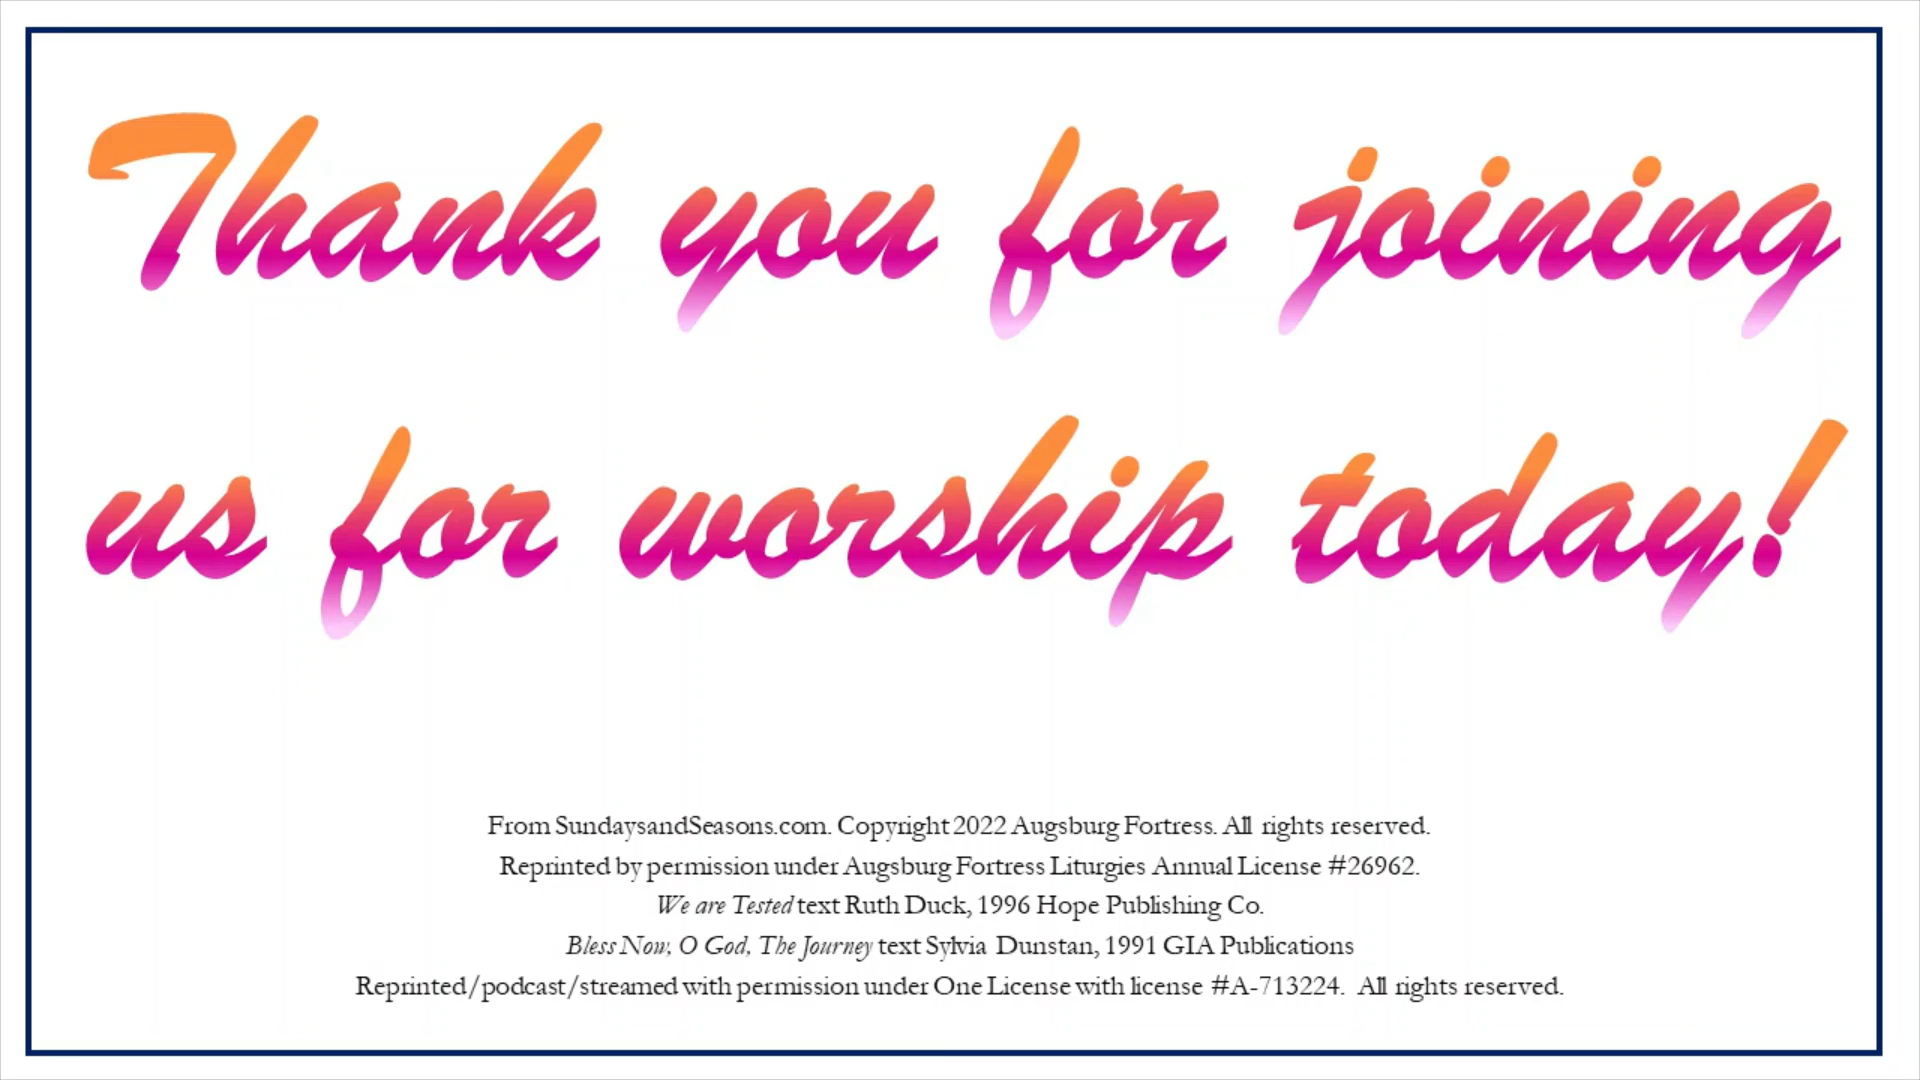 Thank you for joining
us for worship today!
From SundaysandSeasons.com. Copyright 2022 Augsburg Fortress. All rights reserved.
Reprinted by permission under Augsburg Fortress Liturgies Annual License #26962.
We are Tested text Ruth Duck, 1996 Hope Publishing Co.
Bless Now, O God, The Journey text Sylvia Dunstan, 1991 GIA Publications
Reprinted/podcast/streamed with permission under One License with license #A-713224. All rights reserved.